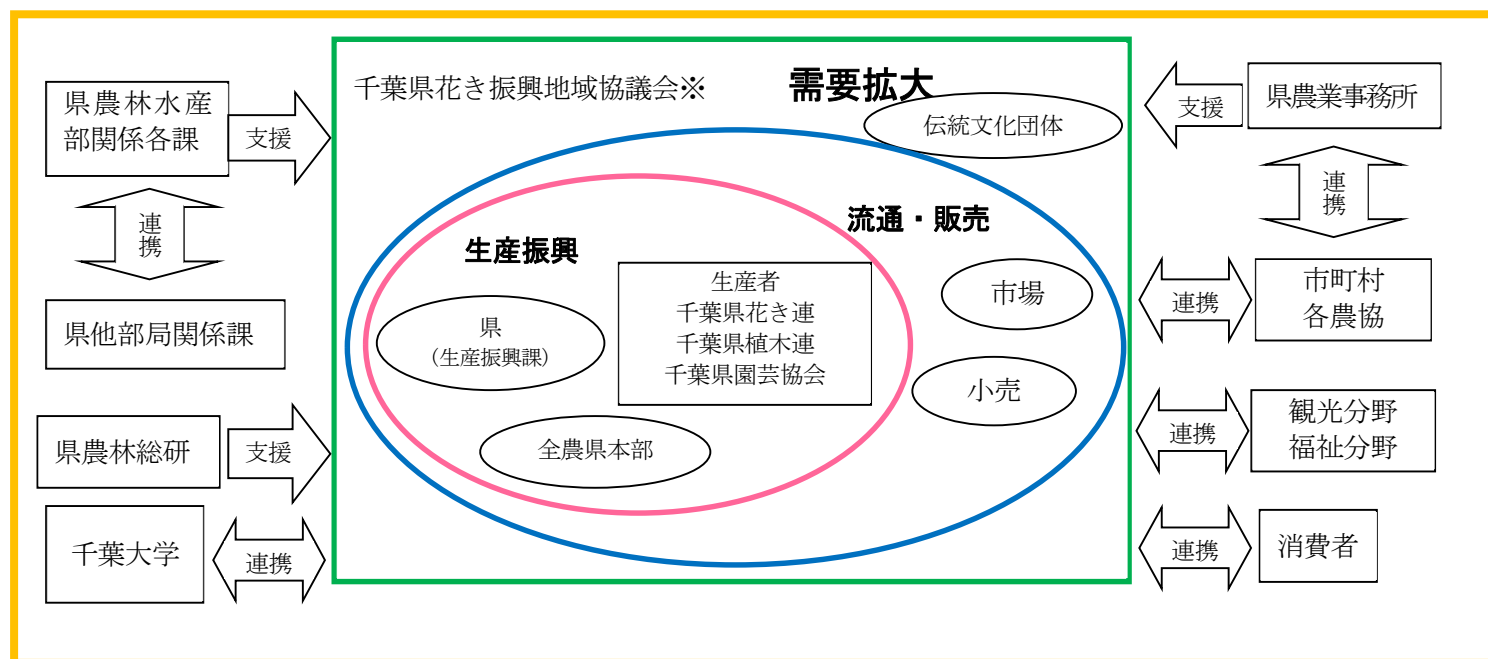 千葉県花き振興地域協議会※
需要拡大
伝統文化団体
県農林水産
部関係各課
支援
連
携
県他部局関係課
県農林総研
支援
千葉大学
連携
生産振興
県
（生産振興課）
生産者
千葉県花き連
千葉県植木連
千葉県園芸協会
全農県本部
流通・販売
市場
小売
支援
県農業事務所
連
携
連携
市町村
各農協
連携
観光分野
福祉分野
連携
消費者